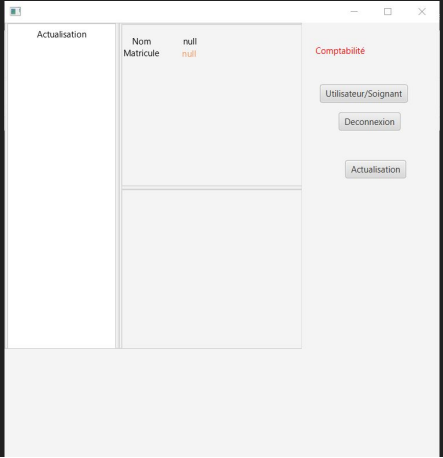 Actualisation
Nom null
Matricule null
Comptabilité
Utilisateur/Soignant
Deconnexion
Actualisation